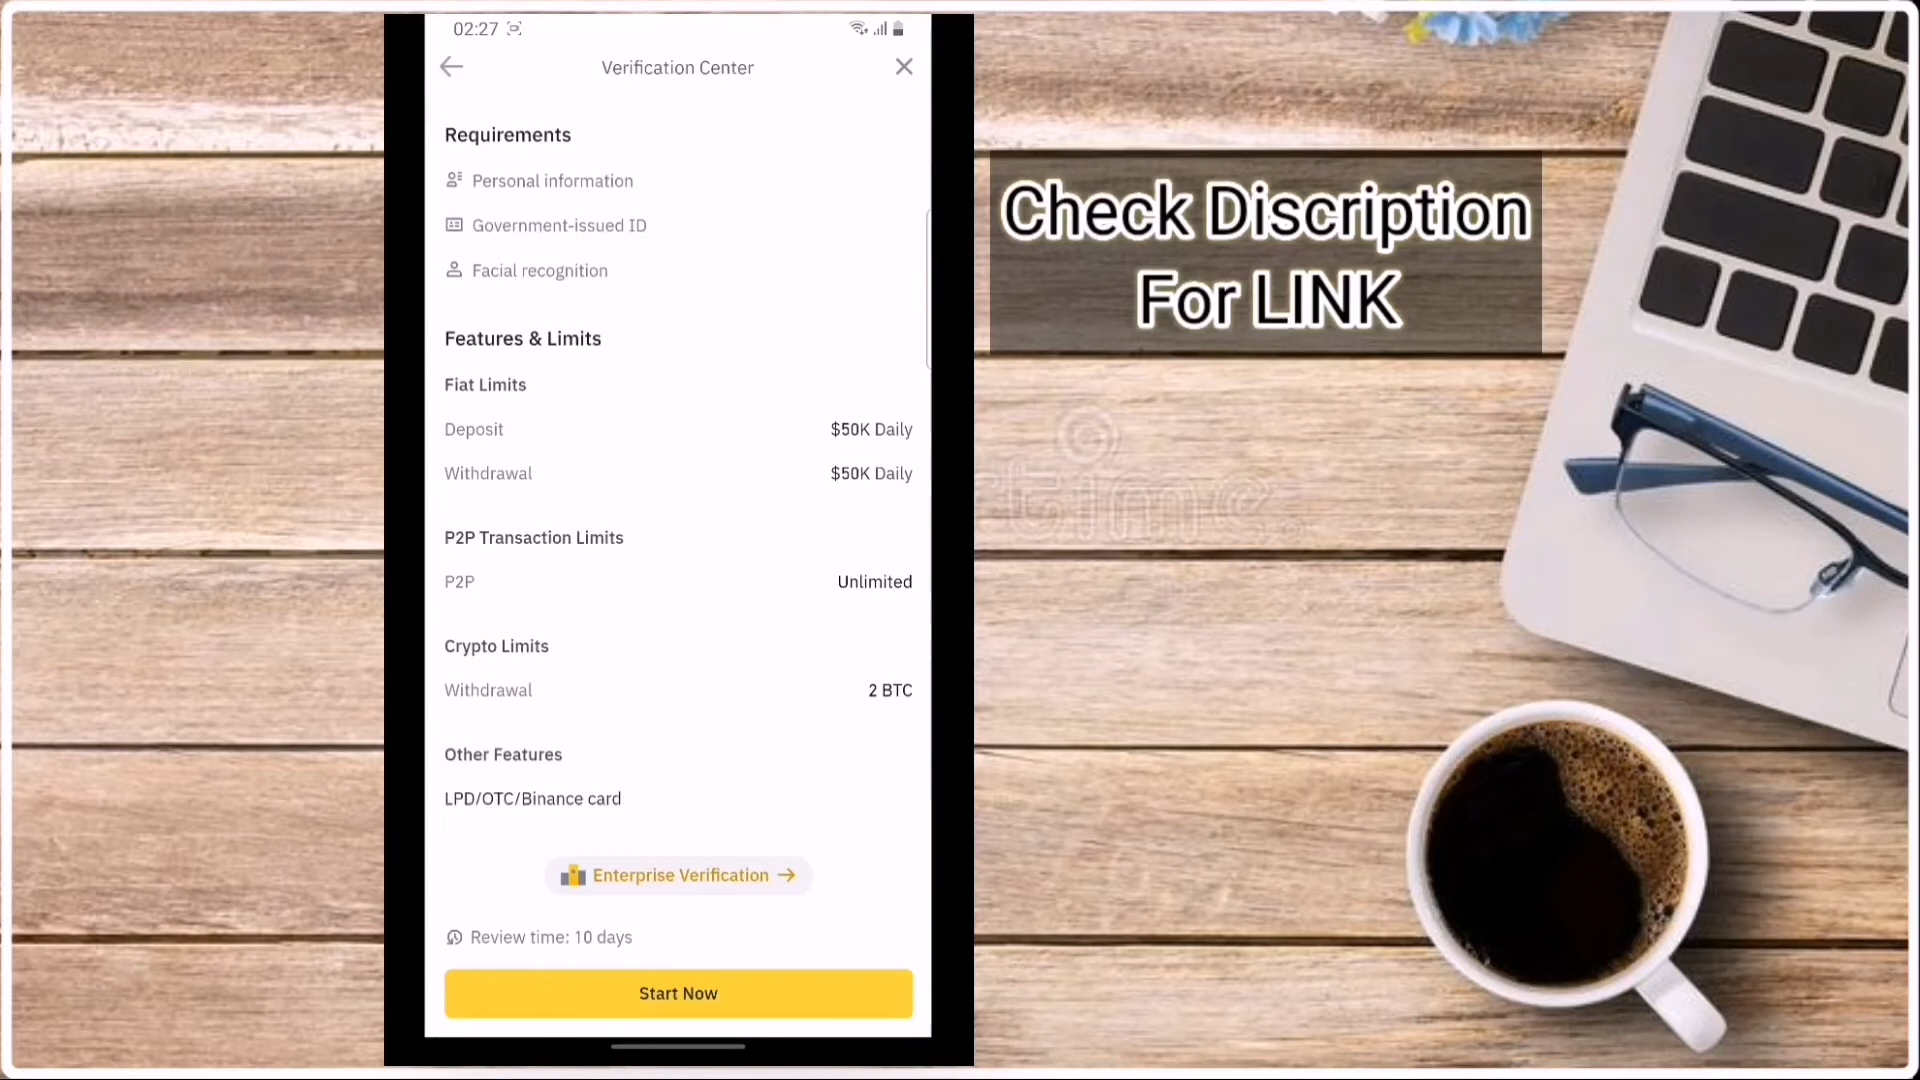 02:27
Verification Center
Requirements
Personal information
Government-issued ID
Facial recognition
Features & Limits
Fiat Limits
Deposit $50K Daily
Withdrawal $50K Daily
P2P Transaction Limits
P2P Unlimited
Crypto Limits
Withdrawal 2 BTC
Other Features
LPD/OTC/Binance card
Enterprise Verification →
Review time: 10 days
Start Now
Check Discription
For LINK